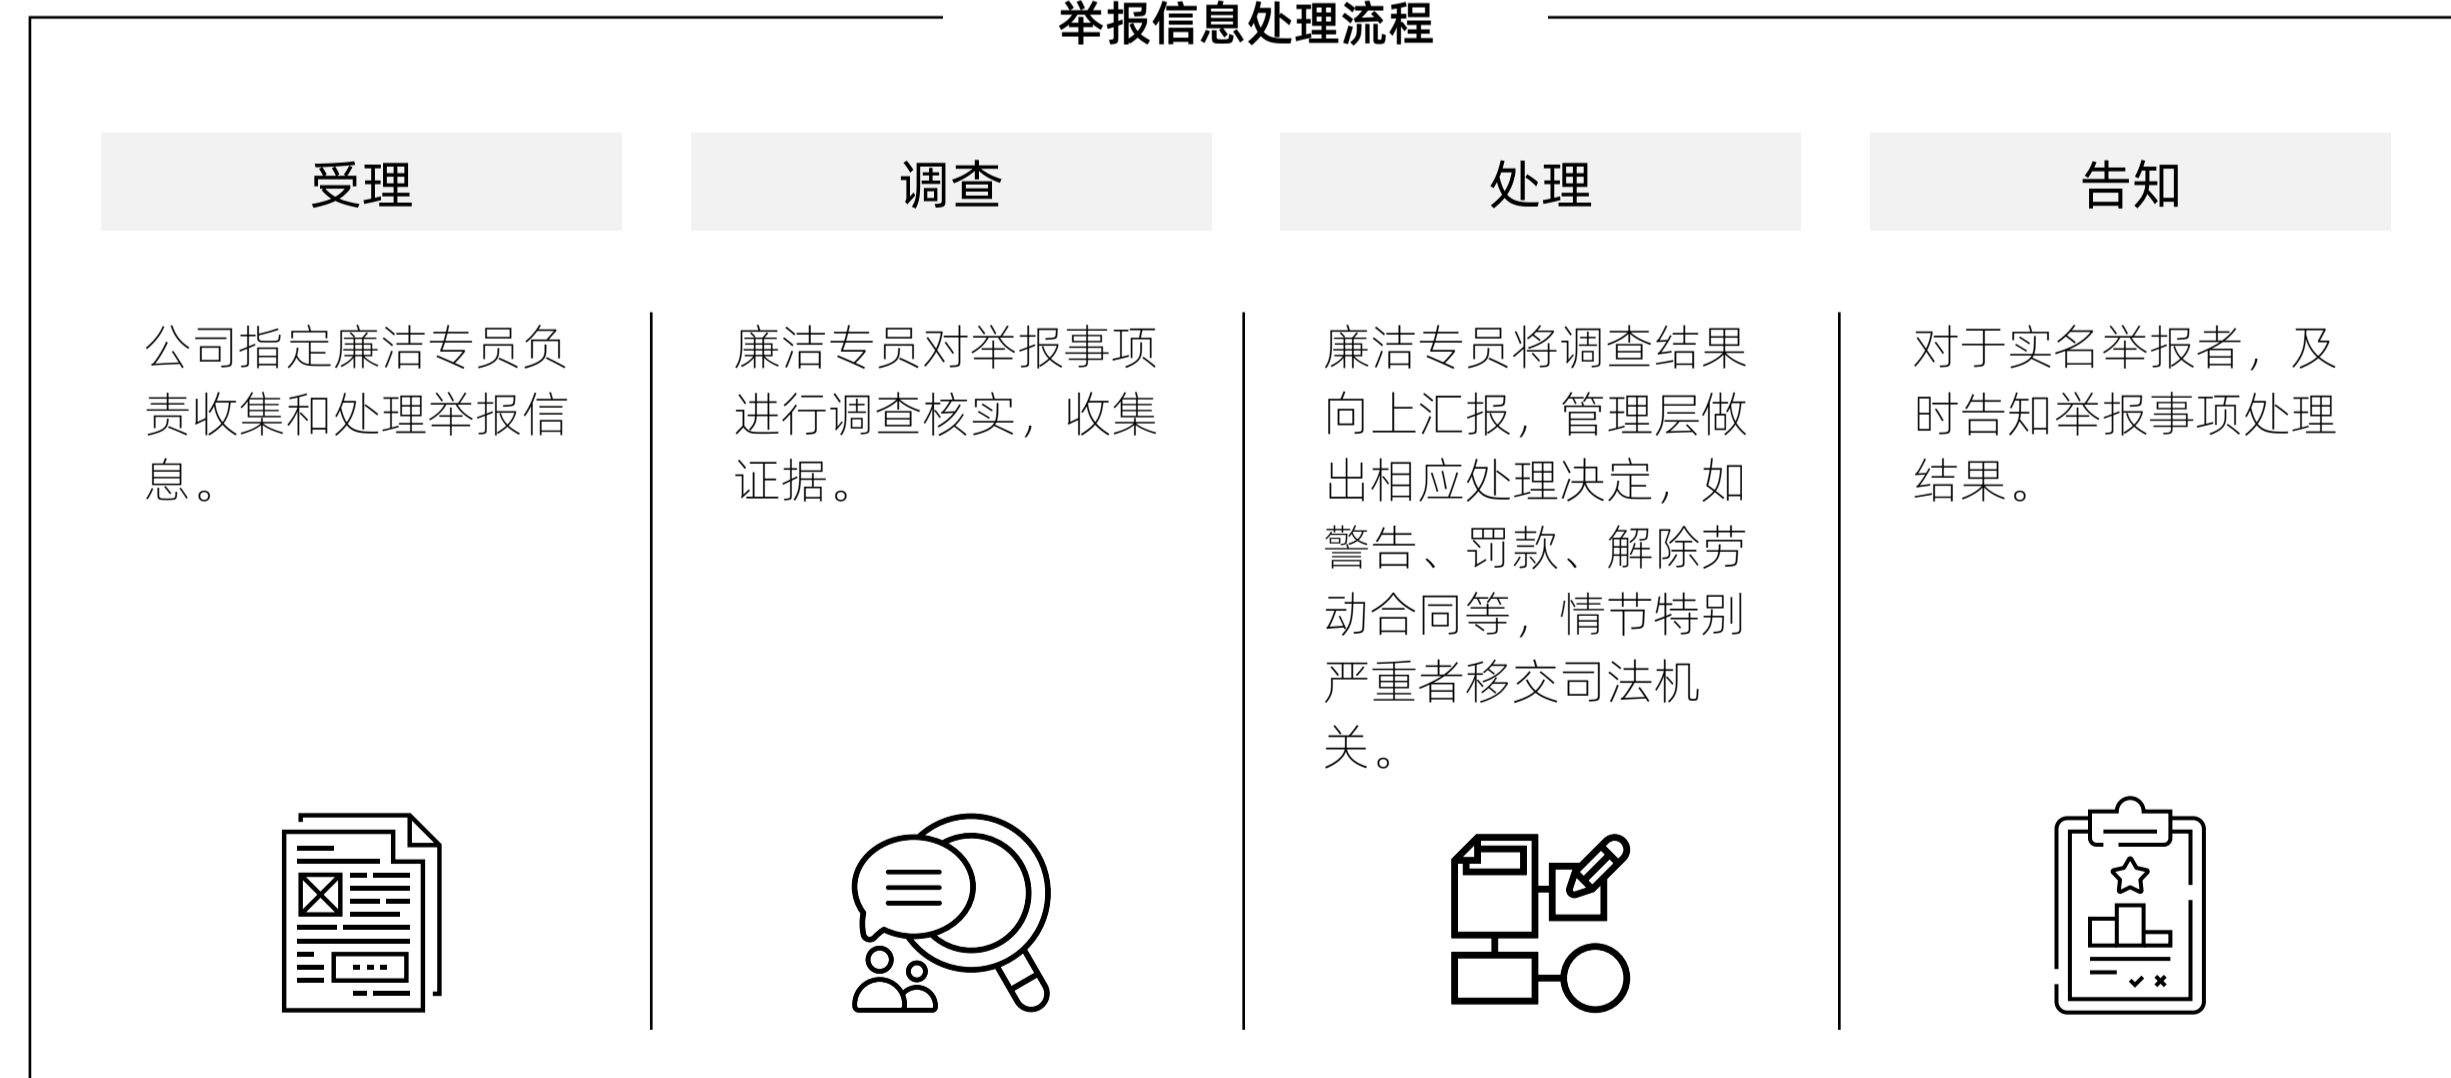 举报信息处理流程
受理
公司指定廉洁专员负
责收集和处理举报信
息。
调查
廉洁专员对举报事项
进行调查核实，收集
证据。
处理
廉洁专员将调查结果
向上汇报，管理层做
出相应处理决定，如
警告、罚款、解除劳
动合同等，情节特别
严重者移交司法机
关。
告知
对于实名举报者，及
时告知举报事项处理
结果。